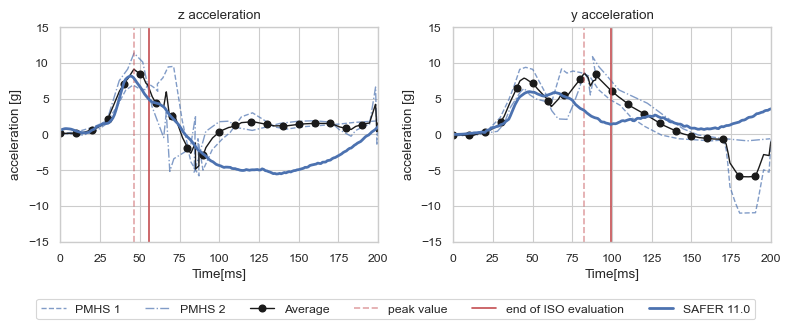 z acceleration
y acceleration
15
10
5
0
−5
−10
−15
acceleration [g]
0 25 50 75 100 125 150 175 200
Time[ms]
15
10
5
0
−5
−10
−15
acceleration [g]
0 25 50 75 100 125 150 175 200
Time[ms]
PMHS 1 PMHS 2 Average peak value end of ISO evaluation SAFER 11.0